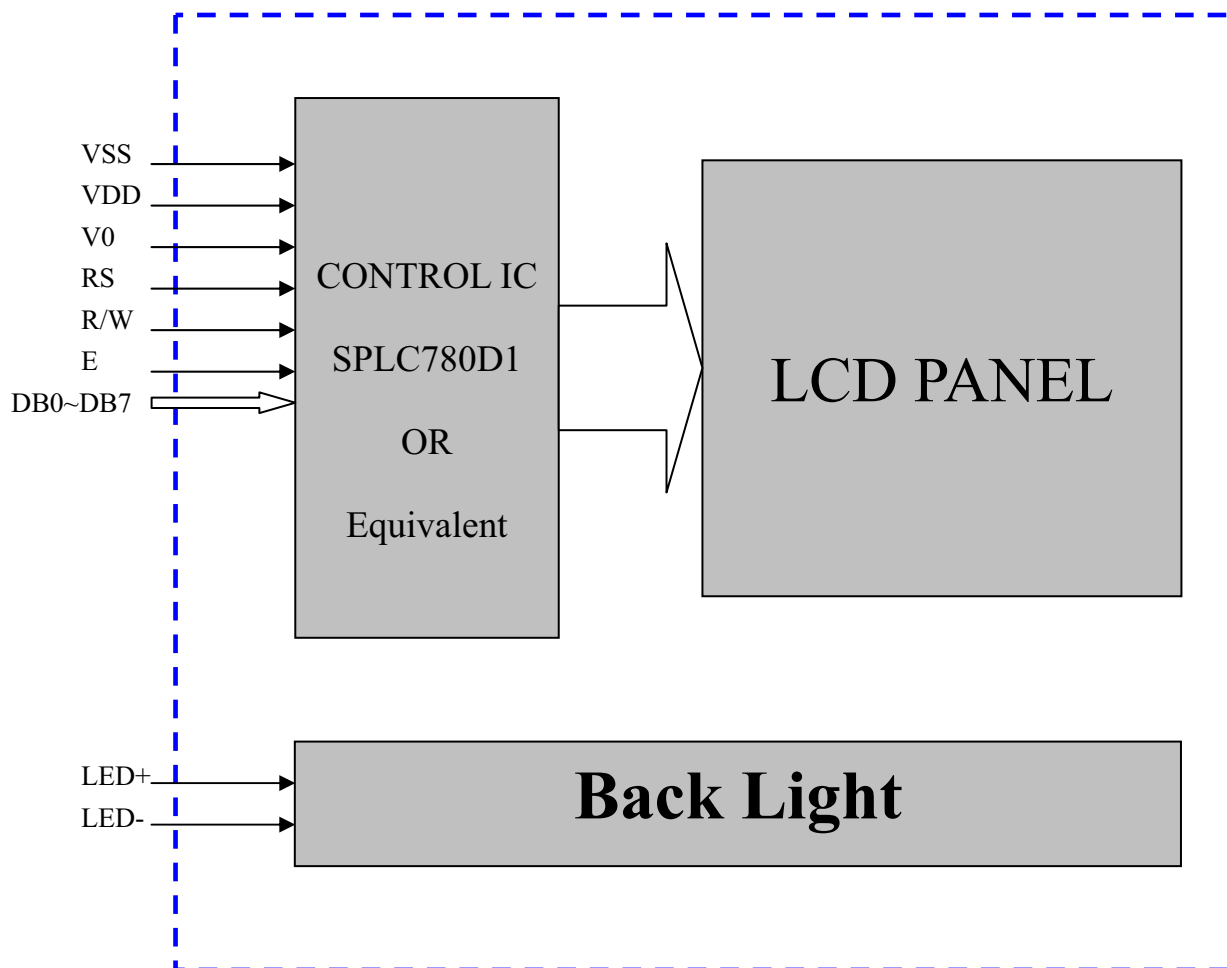 VSS
VDD
V0
RS
R/W
E
DB0~DB7
CONTROL IC
SPLC780D1
OR
Equivalent
LCD PANEL
LED+
LED-
Back Light